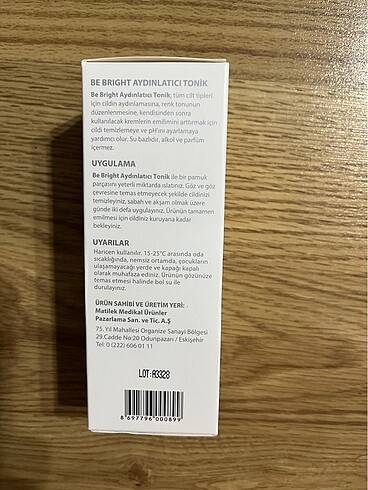 BE BRIGHT AYDINLATICI TONİK
Be Bright Aydınlatıcı Tonik; tüm cilt tipleri
için cildin aydınlamasına, renk tonunun
düzenlenmesine, kendisinden sonra
kullanılacak kremlerin emilimini arttırmak için
cildi temizlemeye ve pH'ını ayarlamaya
yardımcı olur. Su bazlıdır, alkol ve parfüm
içermez.
UYGULAMA
Be Bright Aydınlatıcı Tonik ile bir pamuk
parçasını yeterli miktarda ıslatınız. Göz ve göz
çevresine temas etmeyecek şekilde cildinizi
temizleyiniz, sabah ve akşam olmak üzere
günde iki defa uygulayınız. Ürünün tamamen
emilmesi için cildiniz kuruyana kadar
bekleyiniz.
UYARILAR
Haricen kullanılır. 15-25°C arasında oda
sıcaklığında, nemsiz ortamda, çocukların
ulaşamayacağı yerde ve kapağı kapalı
olarak muhafaza ediniz. Ürünün gözünüze
temas etmesi halinde bol su ile
durulayınız.
ÜRÜN SAHİBİ VE ÜRETİM YERİ:
Matilek Medikal Ürünler
Pazarlama San. ve Tic. A.Ş
75. Yıl Mahallesi Organize Sanayi Bölgesi
29.Cadde No:20 Odunpazarı / Eskişehir
Tel: 0 (222) 606 01 11
LOT:A3328
8 697796 000899